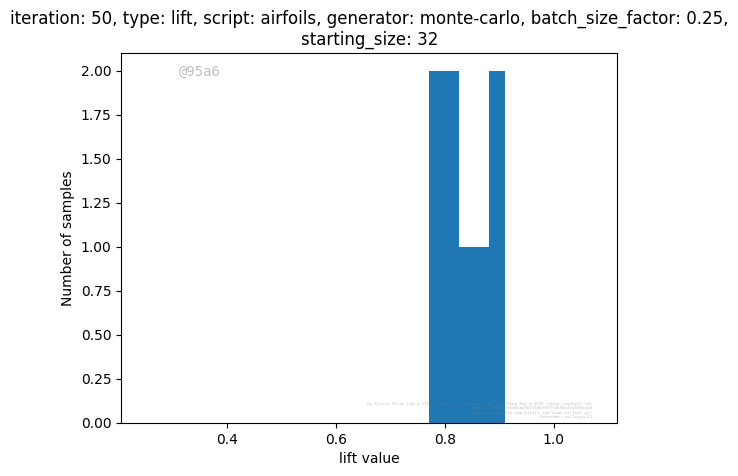 iteration: 50, type: lift, script: airfoils, generator: monte-carlo, batch_size_factor: 0.25,
starting_size: 32
@95a6
2.00
1.75
1.50
1.25
1.00
0.75
0.50
0.25
0.00
Number of samples
0.4
0.6
0.8
1.0
lift value